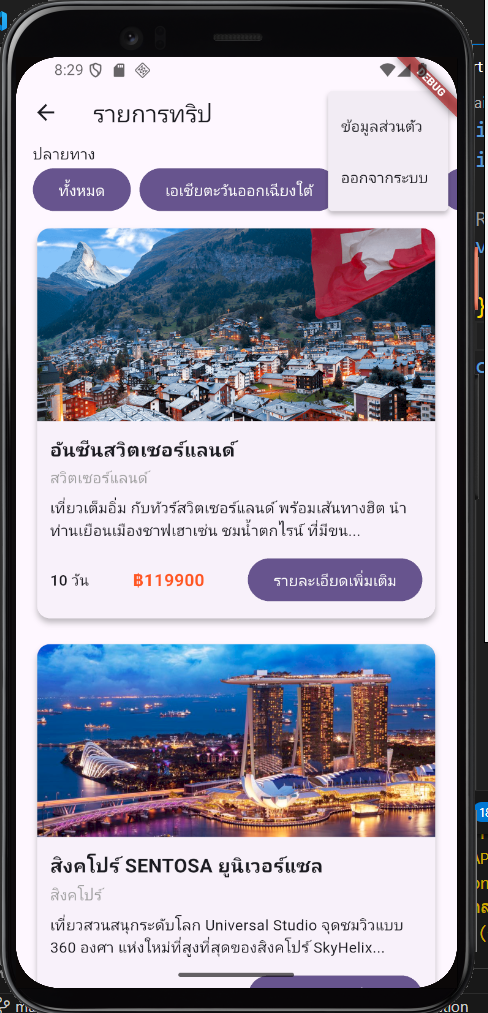 8:29
DEBUG
รายการทริป
ข้อมูลส่วนตัว
ออกจากระบบ
ปลายทาง
ทั้งหมด
เอเชียตะวันออกเฉียงใต้
อันซีนสวิตเซอร์แลนด์
สวิตเซอร์แลนด์
เที่ยวเต็มอิ่ม กับทัวร์สวิตเซอร์แลนด์ พร้อมเส้นทางฮิต นำ
ท่านเยือนเมืองชาฟเฮาเซ่น ชมน้ำตกไรน์ ที่มีขน...
10 วัน
฿119900
รายละเอียดเพิ่มเติม
สิงคโปร์ SENTOSA ยูนิเวอร์แซล
สิงคโปร์
เที่ยวสวนสนุกระดับโลก Universal Studio จุดชมวิวแบบ
360 องศา แห่งใหม่ที่สูงที่สุดของสิงคโปร์ SkyHelix...